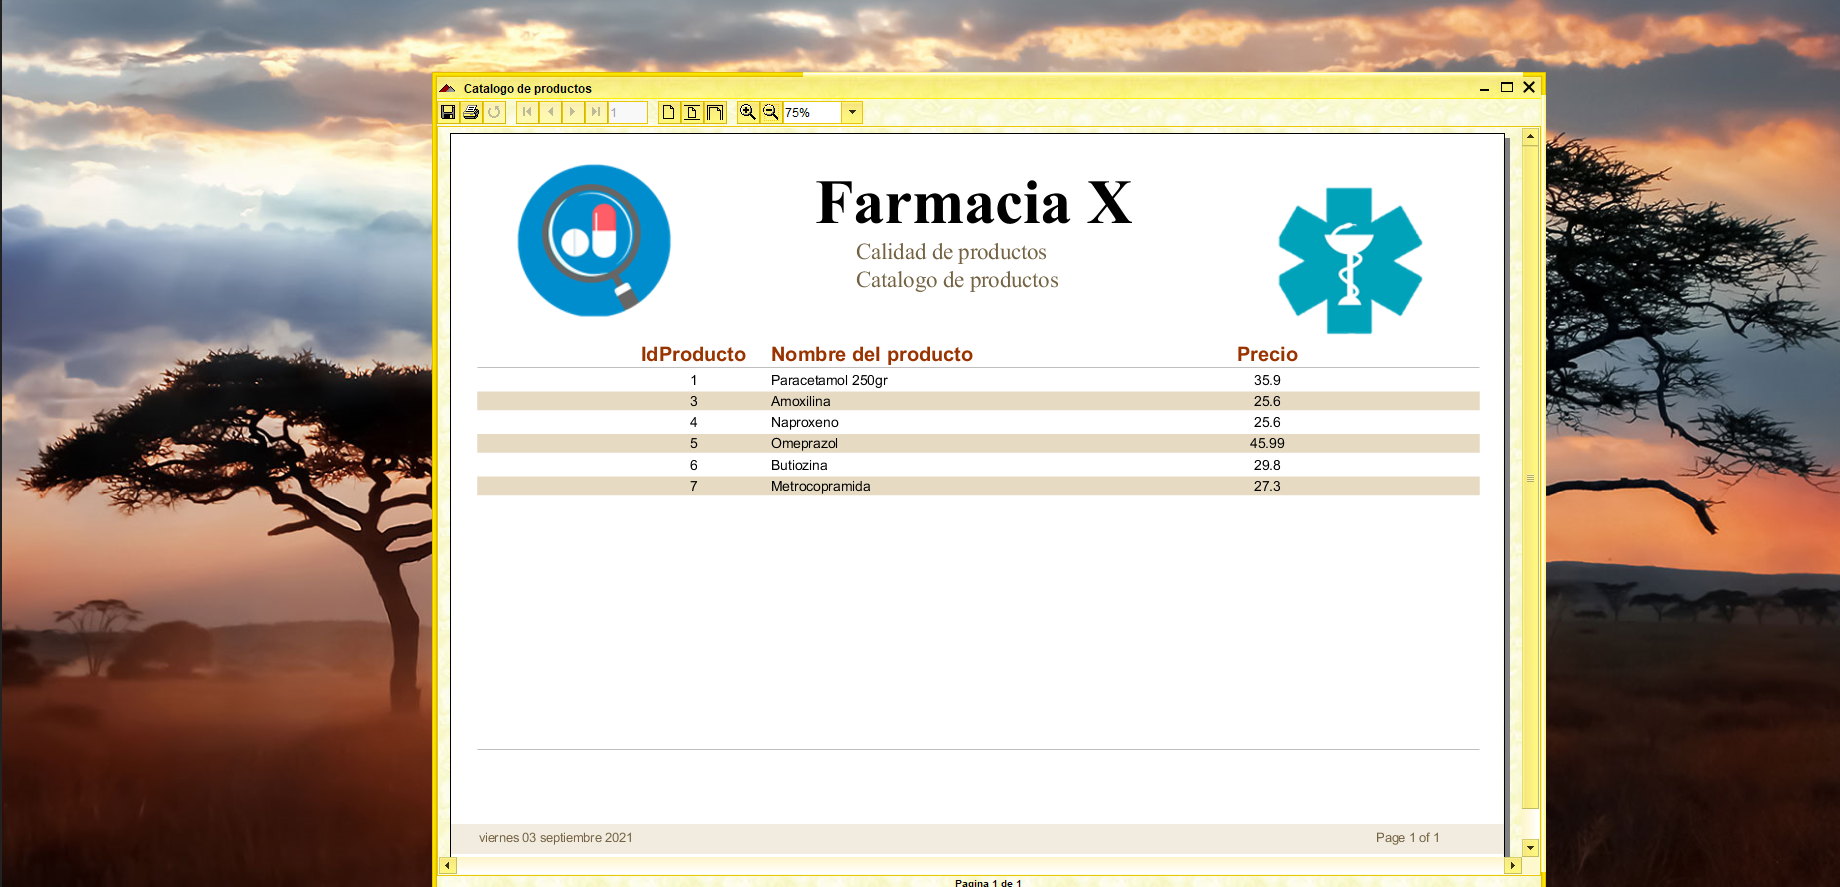 Catalogo de productos
1
75%
Farmacia X
Calidad de productos
Catalogo de productos
IdProducto Nombre del producto Precio
1 Paracetamol 250gr 35.9
3 Amoxilina 25.6
4 Naproxeno 25.6
5 Omeprazol 45.99
6 Butiozina 29.8
7 Metrocopramida 27.3
viernes 03 septiembre 2021 Page 1 of 1
Pagina 1 de 1